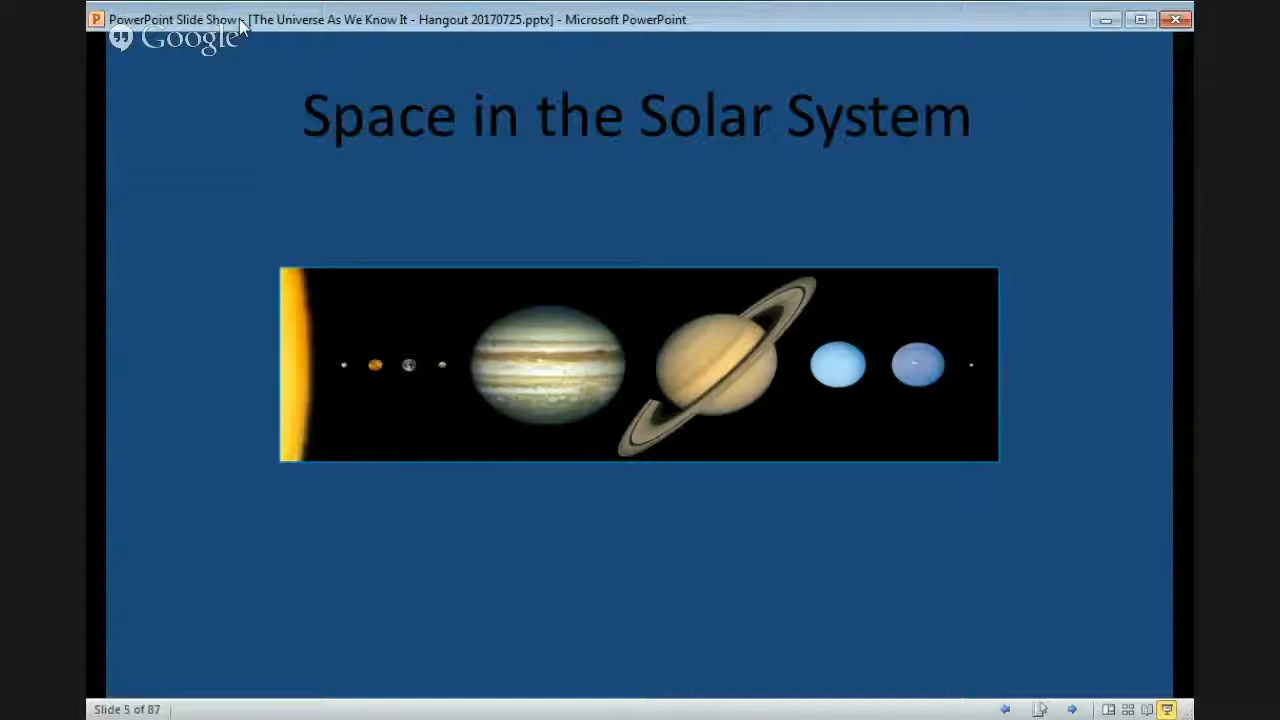 PowerPoint Slide Show - [The Universe As We Know It - Hangout 20170725.pptx] - Microsoft PowerPoint
Google
Space in the Solar System
Slide 5 of 87